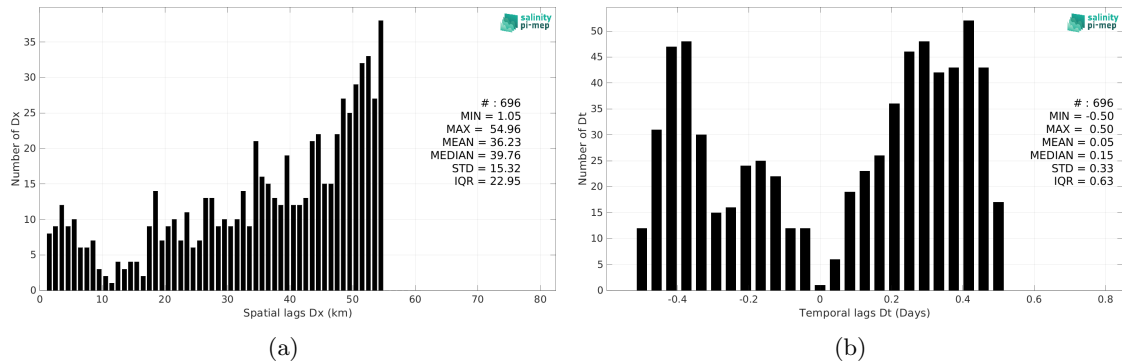 salinity
pi-mep
Number of Dx
35
30
25
20
15
10
5
0
# : 696
MIN = 1.05
MAX = 54.96
MEAN = 36.23
MEDIAN = 39.76
STD = 15.32
IQR = 22.95
0 10 20 30 40 50 60 70 80
Spatial lags Dx (km)
(a)
salinity
pi-mep
Number of Dt
50
45
40
35
30
25
20
15
10
5
0
# : 696
MIN = -0.50
MAX = 0.50
MEAN = 0.05
MEDIAN = 0.15
STD = 0.33
IQR = 0.63
-0.4 -0.2 0 0.2 0.4 0.6 0.8
Temporal lags Dt (Days)
(b)